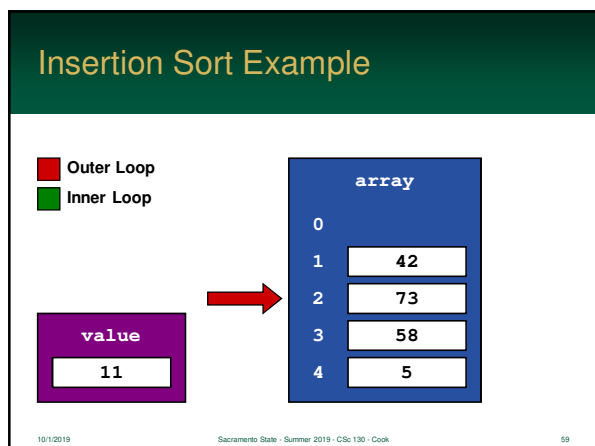 Insertion Sort Example
Outer Loop
Inner Loop
array
0
1 42
2 73
3 58
4 5
value
11
10/1/2019 Sacramento State - Summer 2019 - CSc 130 - Cook 59